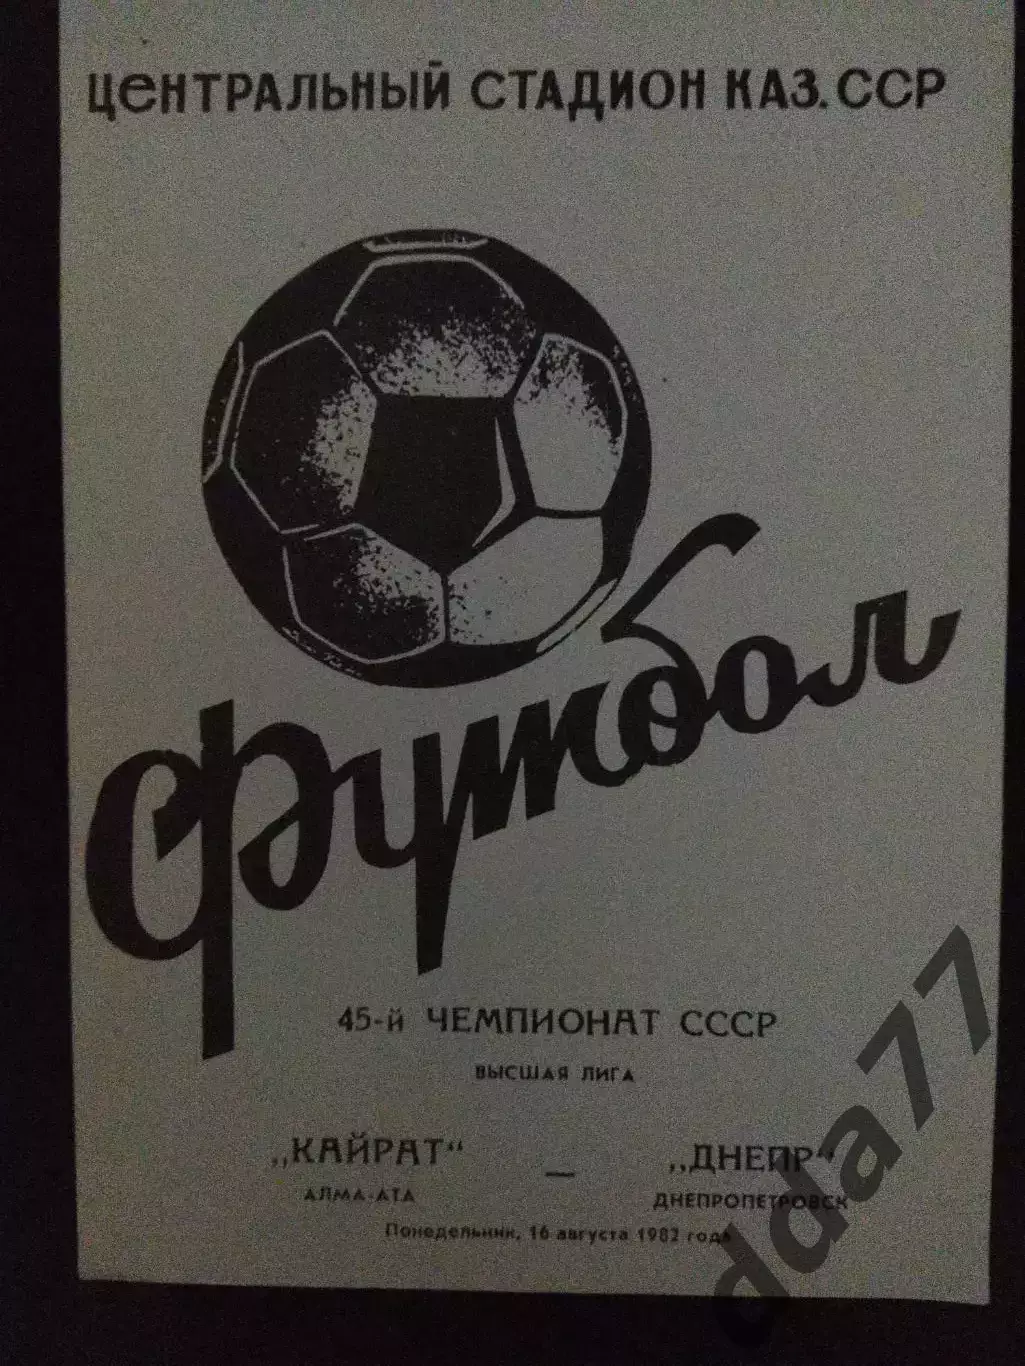 ЦЕНТРАЛЬНЫЙ СТАДИОН КАЗ. ССР
Футбол
45-й ЧЕМПИОНАТ СССР
ВЫСШАЯ ЛИГА
„КАЙРАТ“ — „ДНЕПР“
АЛМА-АТА ДНЕПРОПЕТРОВСК
Понедельник, 16 августа 1982 года
dda77